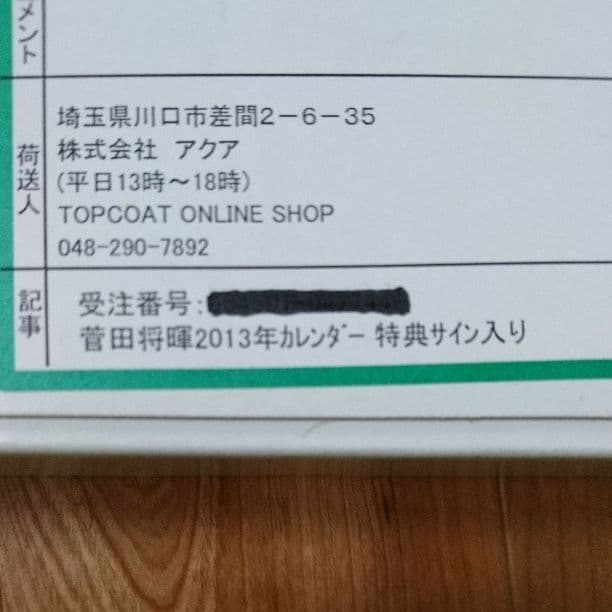 メント
荷送人
埼玉県川口市差間2-6-35
株式会社 アクア
(平日13時～18時)
TOPCOAT ONLINE SHOP
048-290-7892
記事
受注番号:
菅田将暉2013年ｶﾚﾝﾀﾞｰ 特典サイン入り